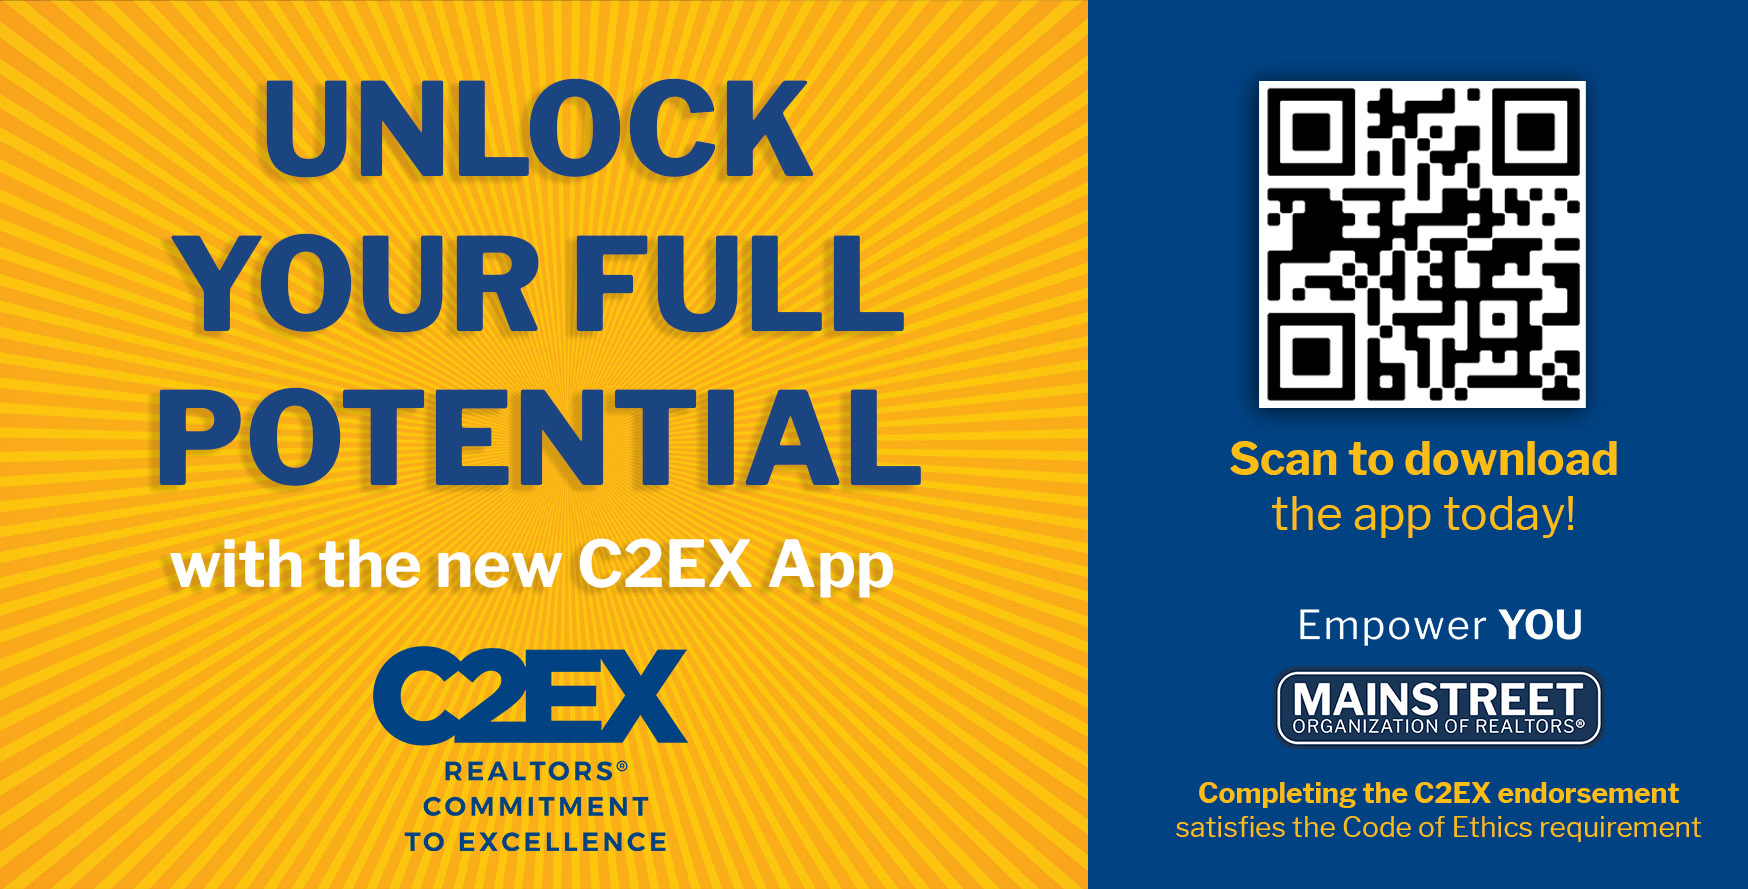 UNLOCK
YOUR FULL
POTENTIAL
with the new C2EX App
C2EX
REALTORS®
COMMITMENT
TO EXCELLENCE
Scan to download
the app today!
Empower YOU
MAINSTREET
ORGANIZATION OF REALTORS®
Completing the C2EX endorsement
satisfies the Code of Ethics requirement